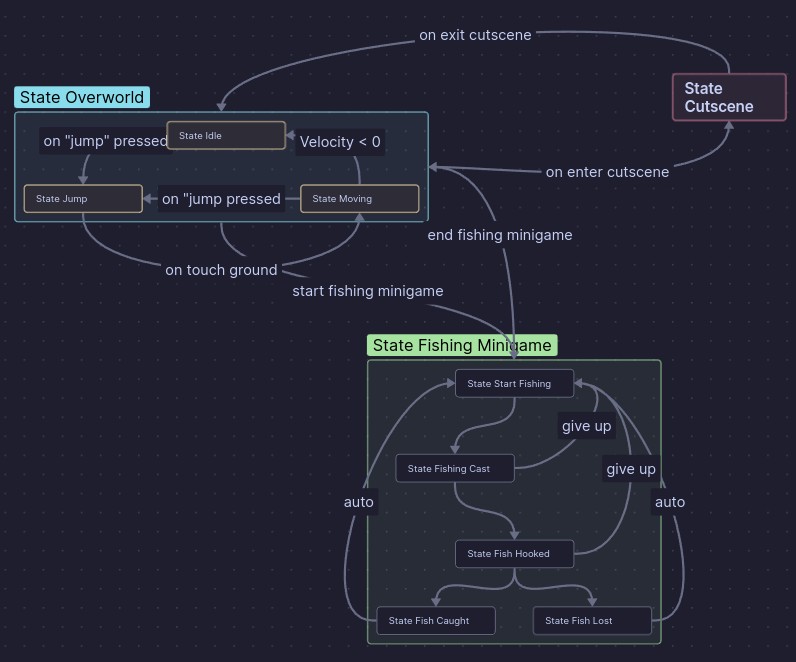 on exit cutscene
State
Cutscene
State Overworld
on "jump" pressed
State Idle
Velocity < 0
on enter cutscene
State Jump
on "jump pressed
State Moving
end fishing minigame
on touch ground
start fishing minigame
State Fishing Minigame
State Start Fishing
give up
State Fishing Cast
give up
auto
auto
State Fish Hooked
State Fish Caught
State Fish Lost